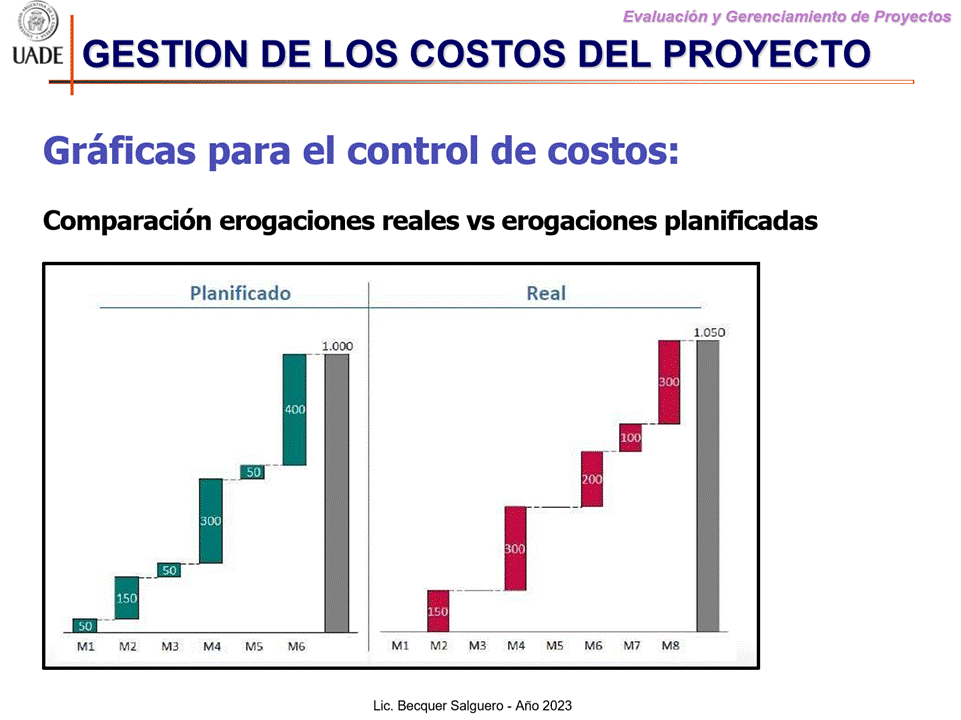 Evaluación y Gerenciamiento de Proyectos
UADE
GESTION DE LOS COSTOS DEL PROYECTO
Gráficas para el control de costos:
Comparación erogaciones reales vs erogaciones planificadas
Planificado
Real
1.000
400
50
300
50
150
50
M1 M2 M3 M4 M5 M6
1.050
300
100
200
300
150
M1 M2 M3 M4 M5 M6 M7 M8
Lic. Becquer Salguero - Año 2023